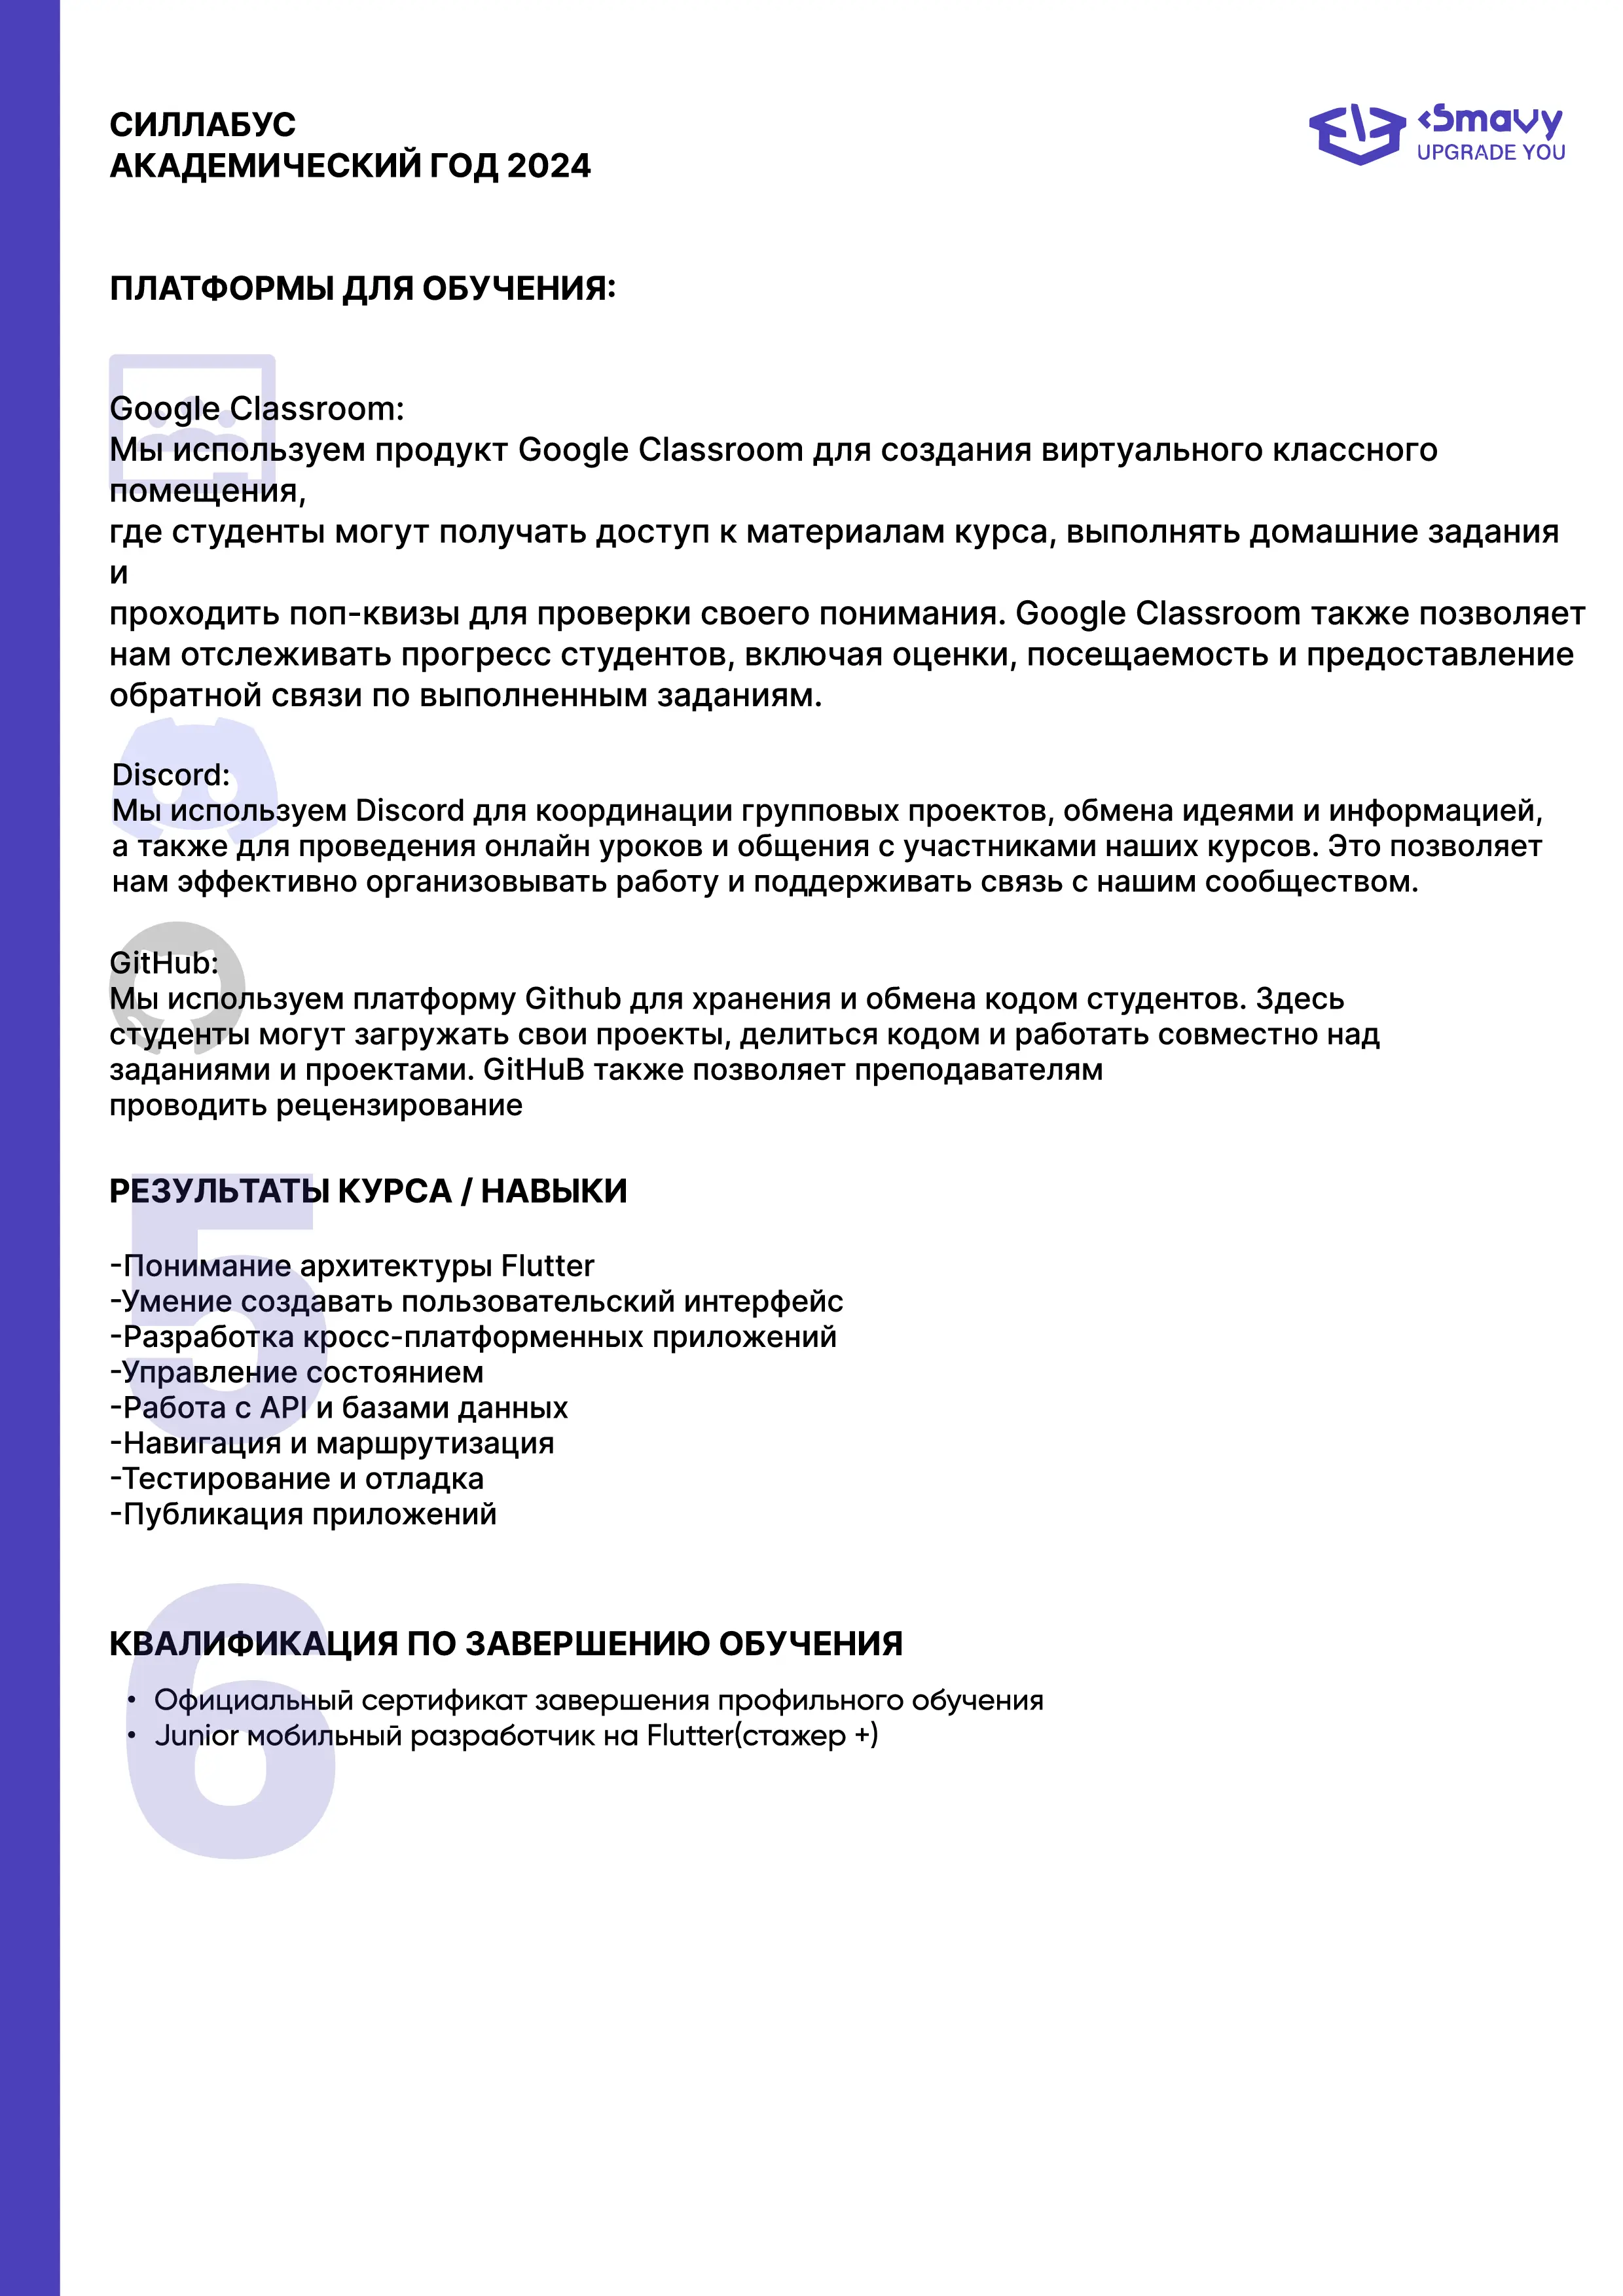 СИЛЛАБУС
АКАДЕМИЧЕСКИЙ ГОД 2024
<Smavy
UPGRADE YOU
ПЛАТФОРМЫ ДЛЯ ОБУЧЕНИЯ:
Google Classroom:
Мы используем продукт Google Classroom для создания виртуального классного
помещения,
где студенты могут получать доступ к материалам курса, выполнять домашние задания
и
проходить поп-квизы для проверки своего понимания. Google Classroom также позволяет
нам отслеживать прогресс студентов, включая оценки, посещаемость и предоставление
обратной связи по выполненным заданиям.
Discord:
Мы используем Discord для координации групповых проектов, обмена идеями и информацией,
а также для проведения онлайн уроков и общения с участниками наших курсов. Это позволяет
нам эффективно организовывать работу и поддерживать связь с нашим сообществом.
GitHub:
Мы используем платформу Github для хранения и обмена кодом студентов. Здесь
студенты могут загружать свои проекты, делиться кодом и работать совместно над
заданиями и проектами. GitHuB также позволяет преподавателям
проводить рецензирование
5
РЕЗУЛЬТАТЫ КУРСА / НАВЫКИ
-Понимание архитектуры Flutter
-Умение создавать пользовательский интерфейс
-Разработка кросс-платформенных приложений
-Управление состоянием
-Работа с API и базами данных
-Навигация и маршрутизация
-Тестирование и отладка
-Публикация приложений
6
КВАЛИФИКАЦИЯ ПО ЗАВЕРШЕНИЮ ОБУЧЕНИЯ
• Официальный сертификат завершения профильного обучения
• Junior мобильный разработчик на Flutter(стажер +)